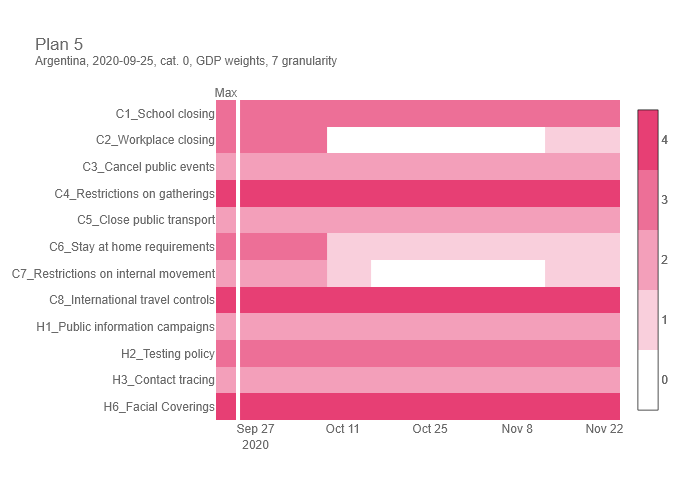 Plan 5
Argentina, 2020-09-25, cat. 0, GDP weights, 7 granularity
Max
C1_School closing
C2_Workplace closing
C3_Cancel public events
C4_Restrictions on gatherings
C5_Close public transport
C6_Stay at home requirements
C7_Restrictions on internal movement
C8_International travel controls
H1_Public information campaigns
H2_Testing policy
H3_Contact tracing
H6_Facial Coverings
Sep 27 Oct 11 Oct 25 Nov 8 Nov 22
2020
4
3
2
1
0